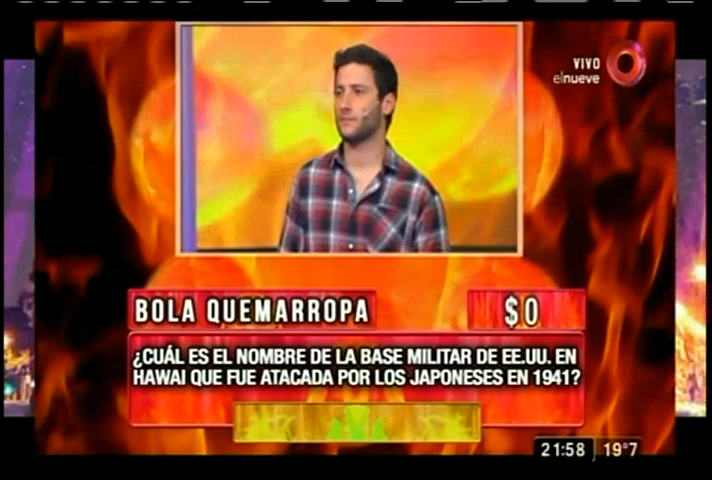 VIVO
elnueve
BOLA QUEMARROPA
$0
¿CUÁL ES EL NOMBRE DE LA BASE MILITAR DE EE.UU. EN
HAWAI QUE FUE ATACADA POR LOS JAPONESES EN 1941?
21:58 19°7